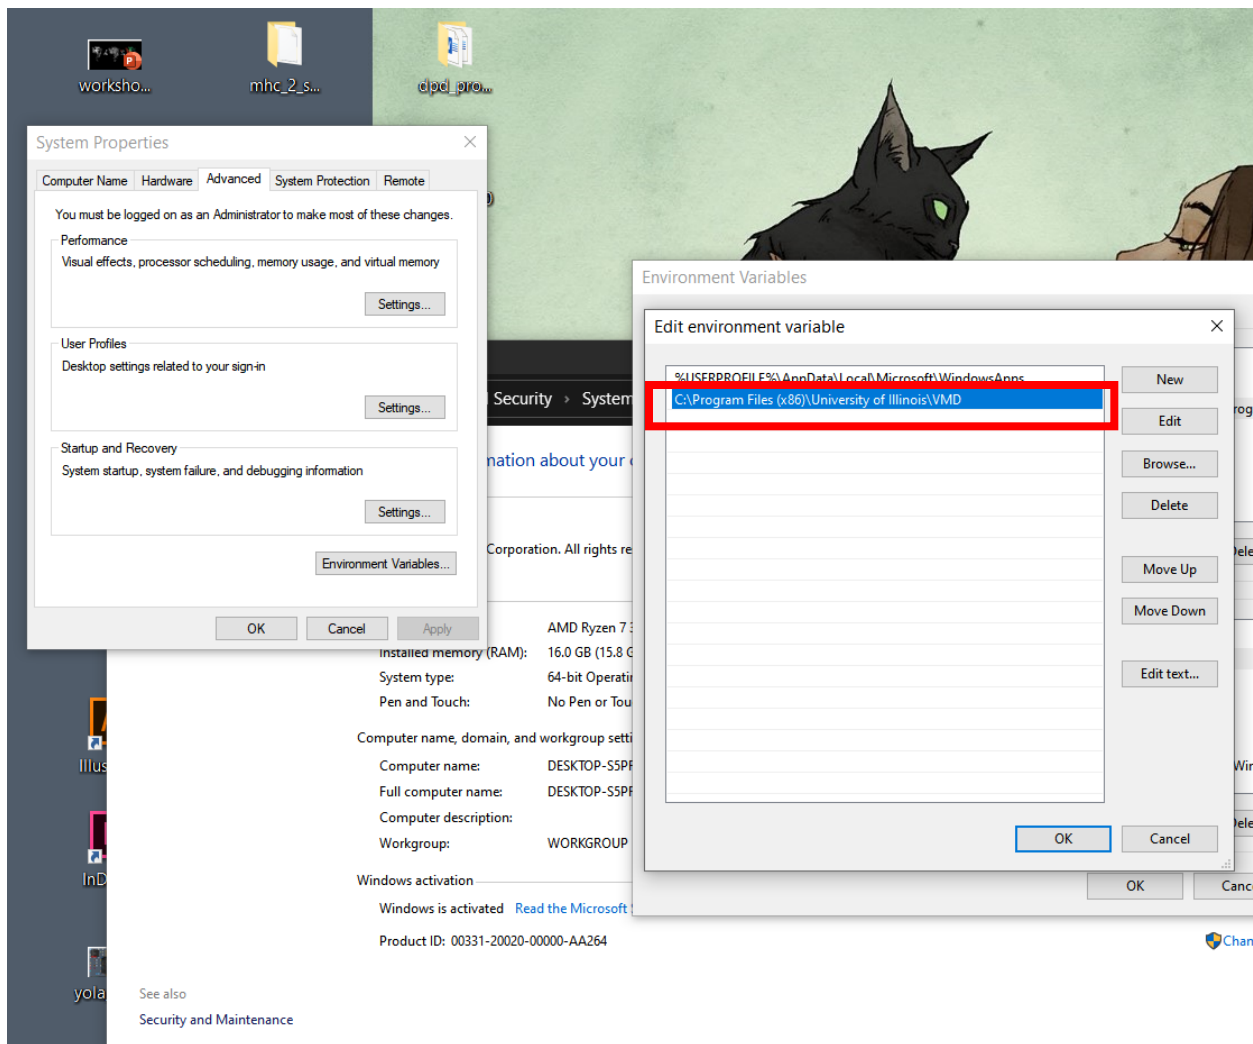 worksho...
mhc_2_s...
dpd_pro...
System Properties
Computer Name
Hardware
Advanced
System Protection
Remote
You must be logged on as an Administrator to make most of these changes.
Performance
Visual effects, processor scheduling, memory usage, and virtual memory
Settings...
User Profiles
Desktop settings related to your sign-in
Settings...
Startup and Recovery
System startup, system failure, and debugging information
Settings...
Environment Variables...
OK
Cancel
Apply
Environment Variables
Edit environment variable
%USERPROFILE%\AppData\Local\Microsoft\WindowsApps
C:\Program Files (x86)\University of Illinois\VMD
New
Edit
Browse...
Delete
Move Up
Move Down
Edit text...
OK
Cancel
OK
Security › System
about your
Corporation. All rights
AMD Ryzen 7
Installed memory (RAM): 16.0 GB (15.8
System type: 64-bit
Pen and Touch: No Pen or
Computer name, domain, and workgroup
Computer name:
Full computer name:
Computer description:
Workgroup: WORKGROUP
Windows activation
Windows is activated Read the Microsoft
Product ID: 00331-20020-00000-AA264
See also
Security and Maintenance